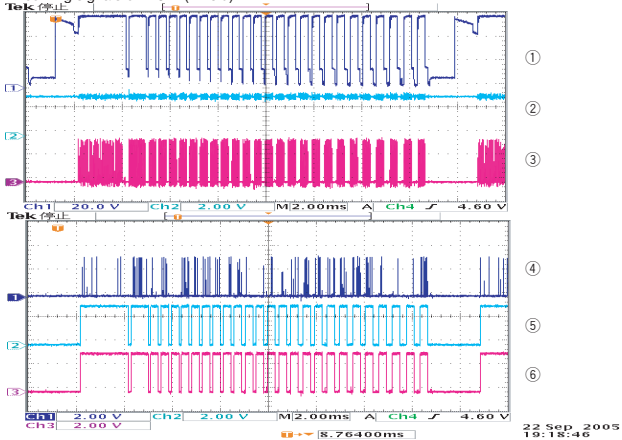 Tek 停止
①
1
②
2
③
3
Ch1 20.0 V Ch2 2.00 V M 2.00ms A Ch4 4.60 V
Tek 停止
T
④
1
⑤
2
⑥
3
Ch1 2.00 V Ch2 2.00 V M 2.00ms A Ch4 4.60 V
Ch3 2.00 V
T 8.76400ms
22 Sep 2005
19:18:46